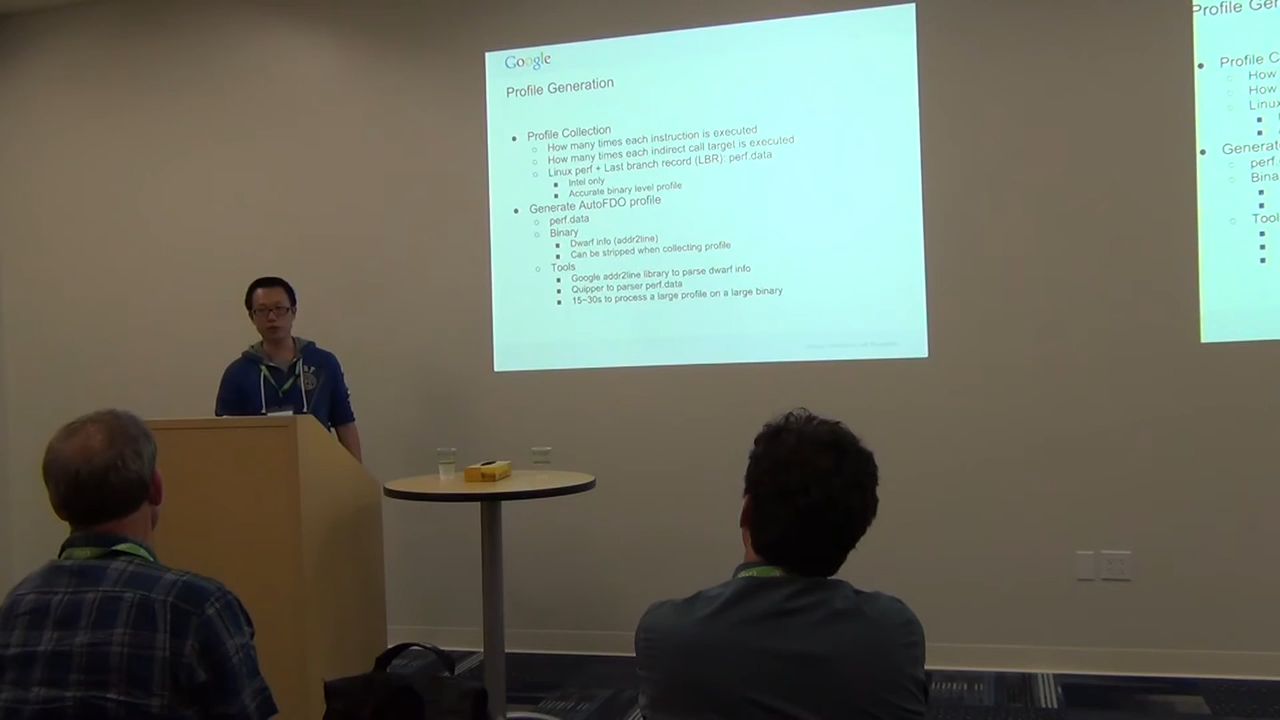 Google
Profile Generation
● Profile Collection
○ How many times each instruction is executed
○ How many times each indirect call target is executed
○ Linux perf + Last branch record (LBR): perf.data
■ Intel only
■ Accurate binary level profile
● Generate AutoFDO profile
○ perf.data
○ Binary
■ Dwarf info (addr2line)
■ Can be stripped when collecting profile
○ Tools
■ Google addr2line library to parse dwarf info
■ Quipper to parser perf.data
■ 15~30s to process a large profile on a large binary
Profile Ger
● Profile C
○ How
○ How
○ Linux
● Generat
○ perf.
○ Bina
○ Tool